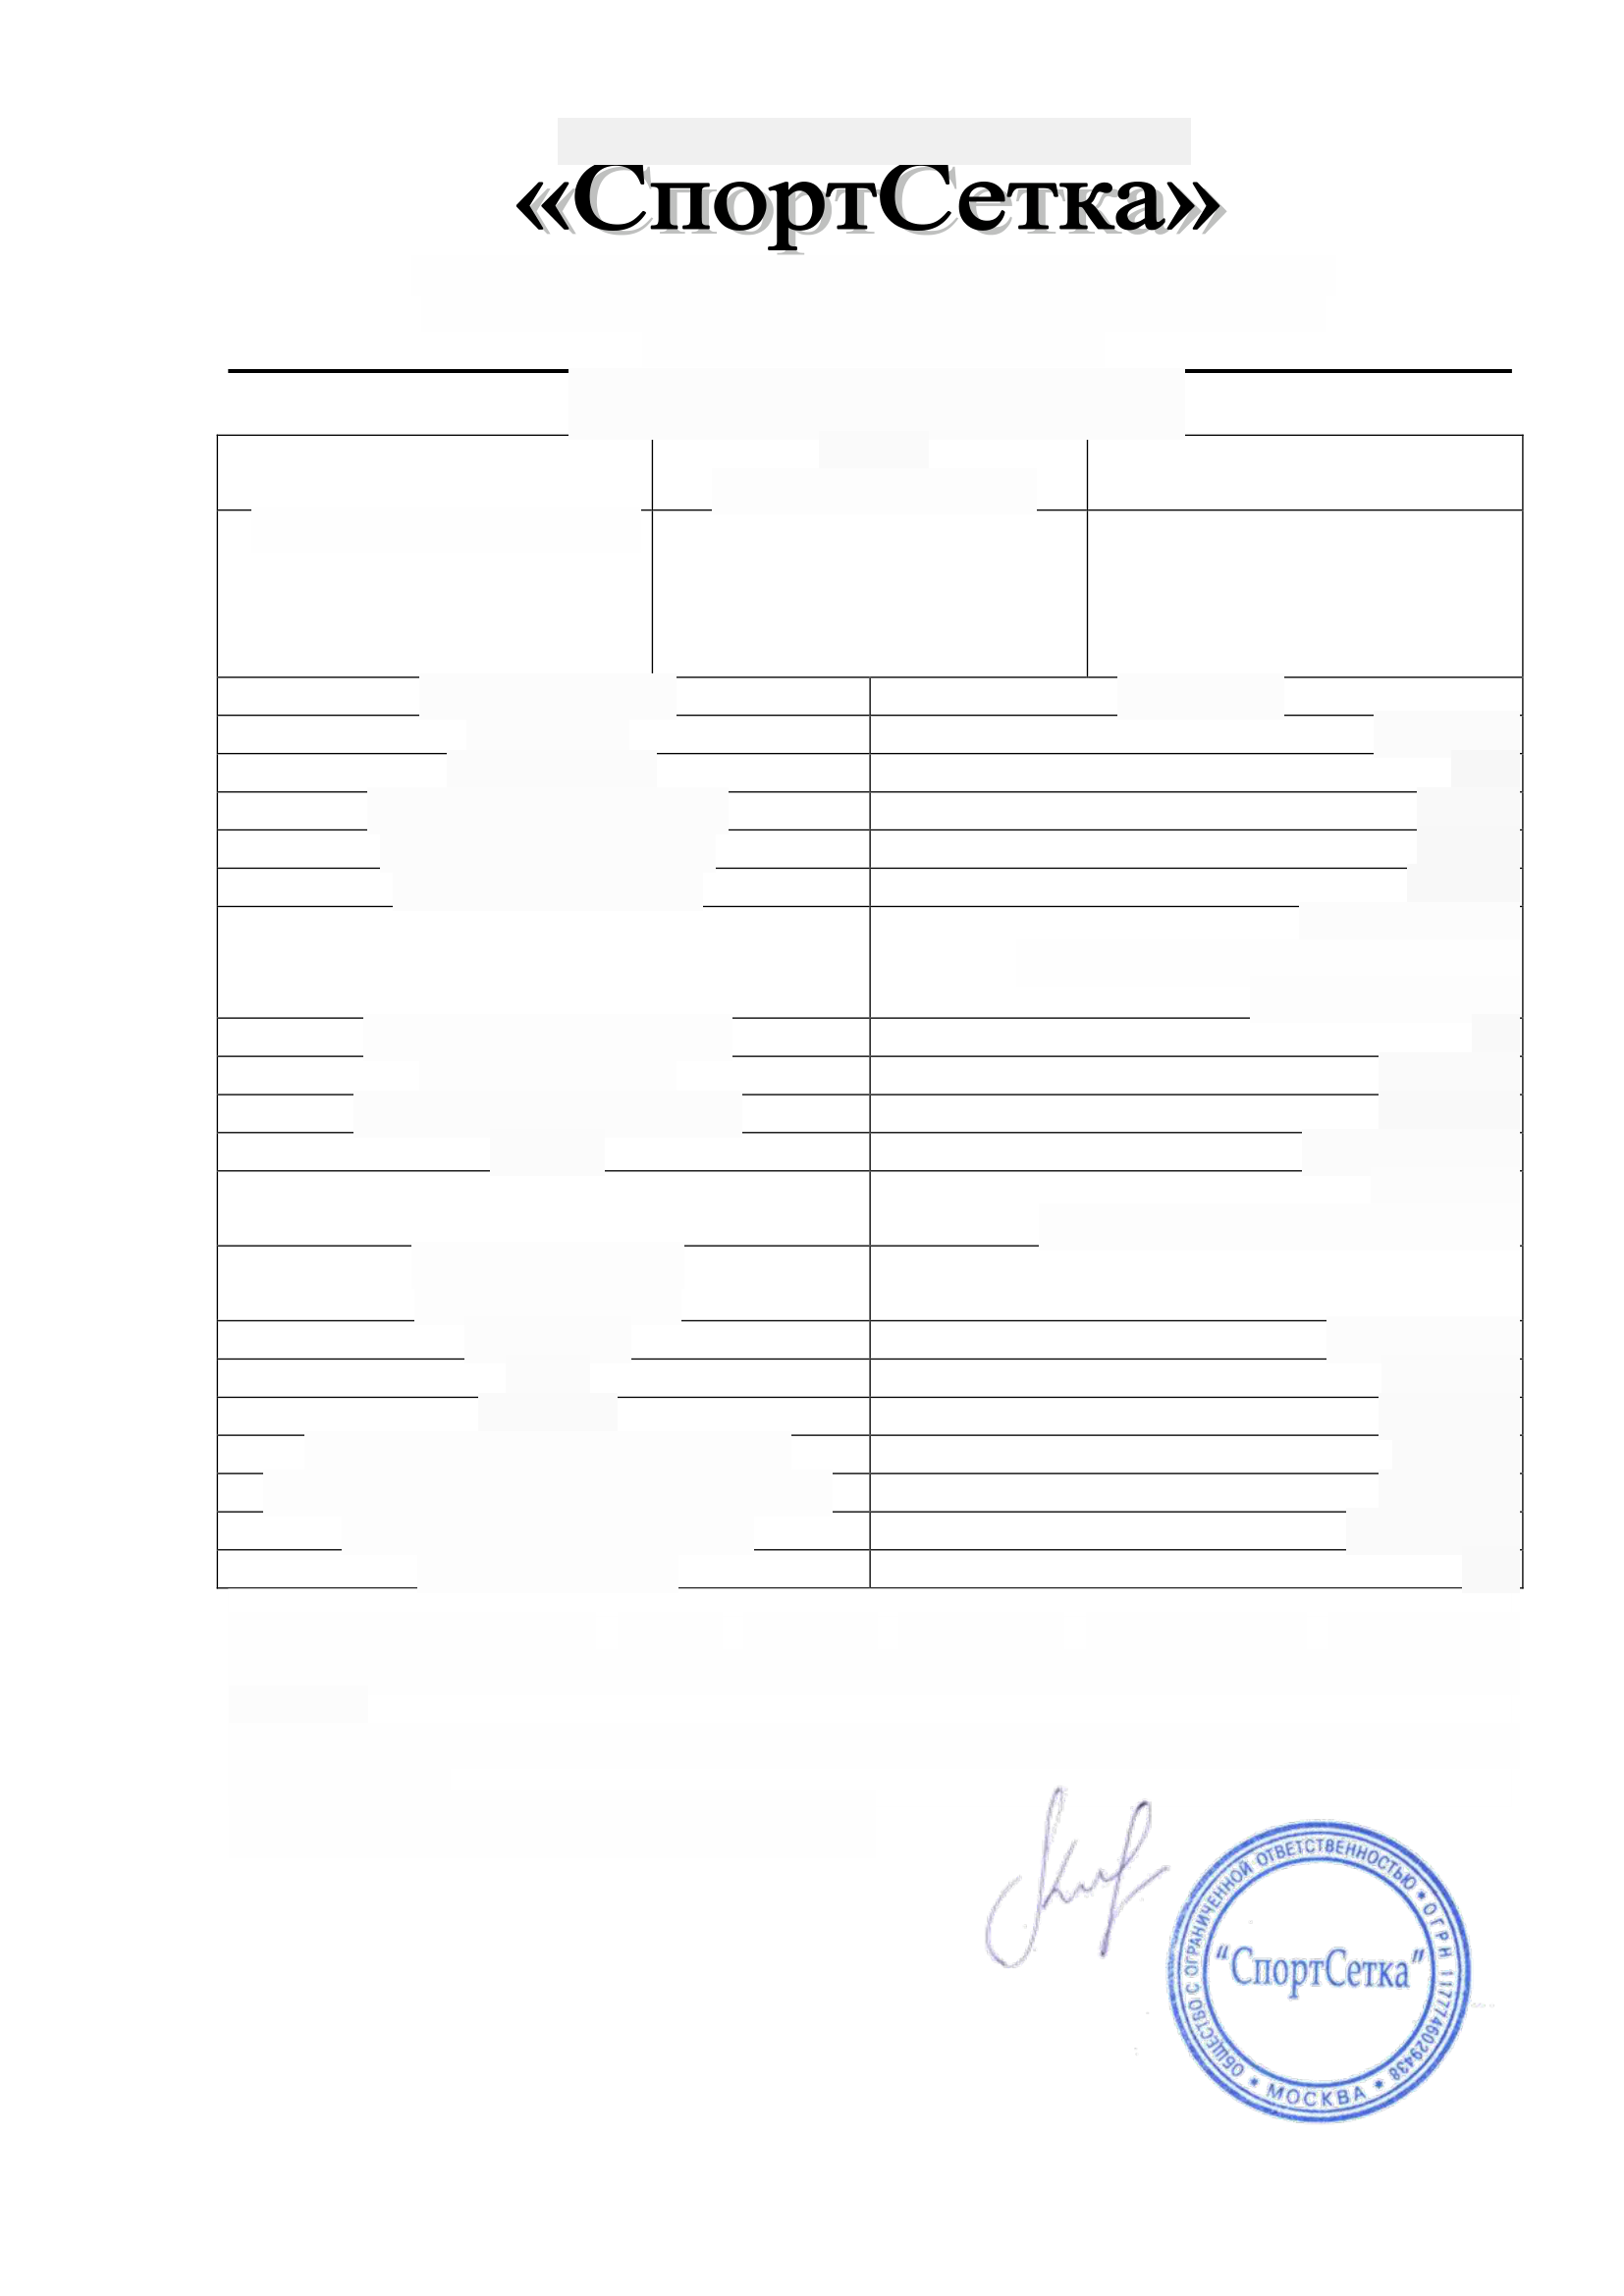 «СпортСетка»
ОБЩЕСТВО С ОГРАНИЧЕННОЙ ОТВЕТСТВЕННОСТЬЮ * ОГРН 1177746029438
* МОСКВА *
“СпортСетка”